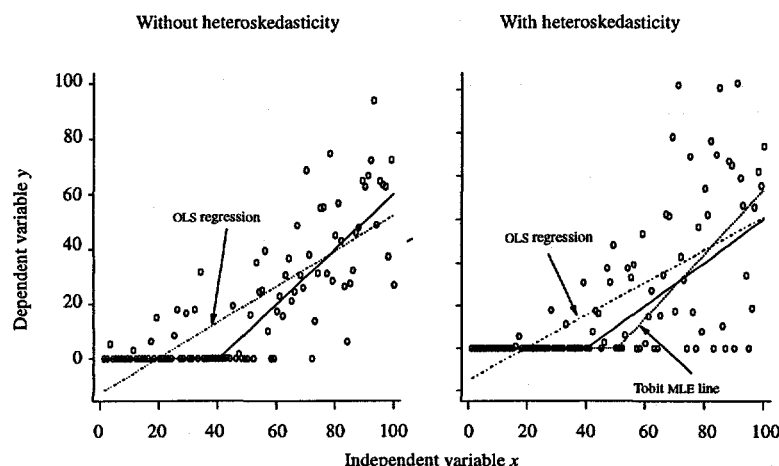 Without heteroskedasticity
With heteroskedasticity
Dependent variable y
100
80
60
40
20
0
OLS regression
OLS regression
Tobit MLE line
0 20 40 60 80 100
0 20 40 60 80 100
Independent variable x